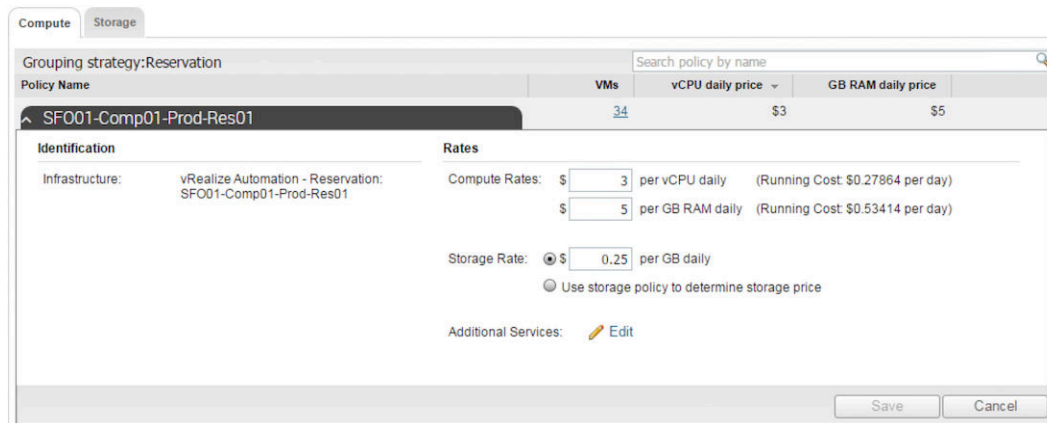 Compute Storage
Grouping strategy:Reservation Search policy by name
Policy Name VMs vCPU daily price GB RAM daily price
SFO01-Comp01-Prod-Res01 34 $3 $5
Identification Rates
Infrastructure: vRealize Automation - Reservation: Compute Rates: $ 3 per vCPU daily (Running Cost: $0.27864 per day)
SFO01-Comp01-Prod-Res01
$ 5 per GB RAM daily (Running Cost: $0.53414 per day)
Storage Rate: $ 0.25 per GB daily
Use storage policy to determine storage price
Additional Services: Edit
Save Cancel